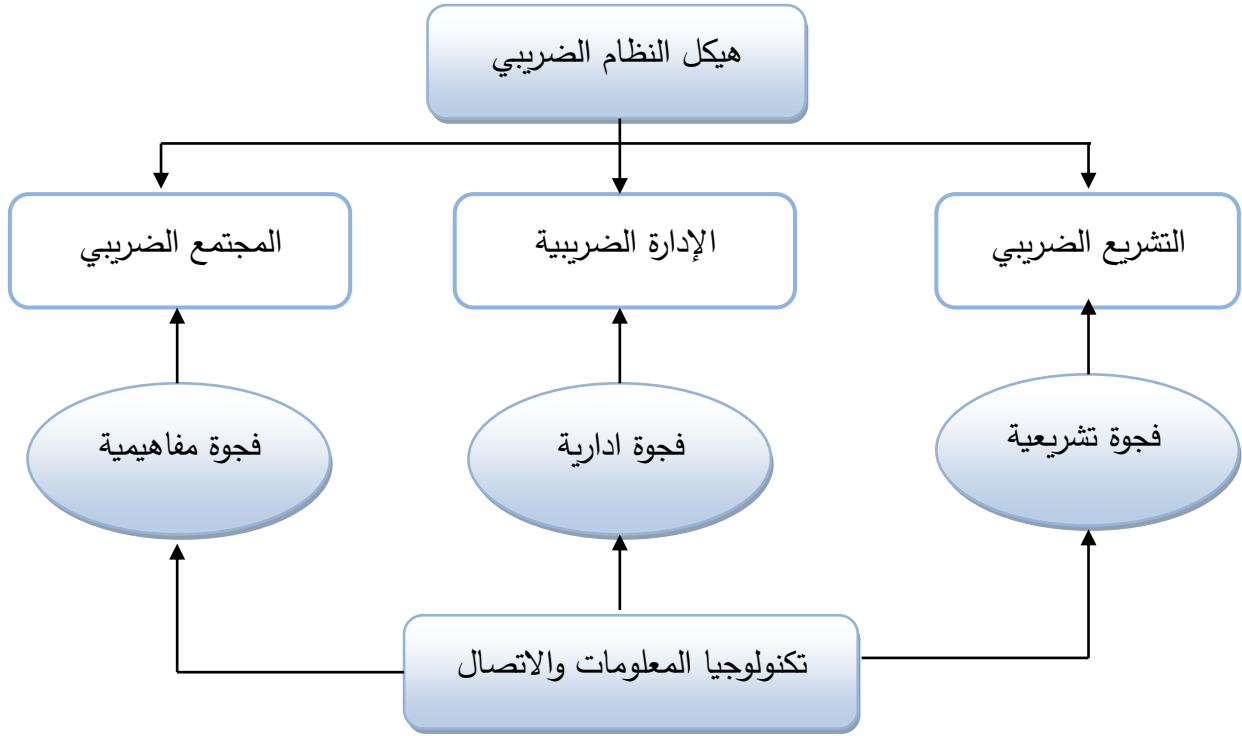 هيكل النظام الضريبي
التشريع الضريبي
الإدارة الضريبية
المجتمع الضريبي
فجوة تشريعية
فجوة ادارية
فجوة مفاهيمية
تكنولوجيا المعلومات والاتصال